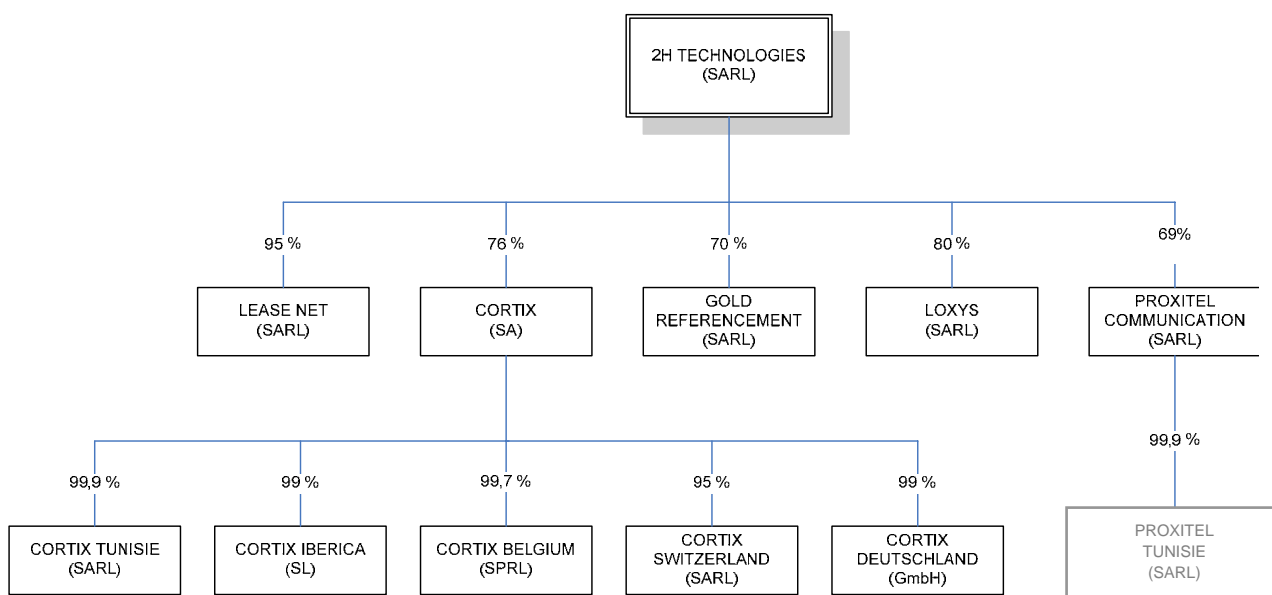 2H TECHNOLOGIES
(SARL)
95 %
76 %
70 %
80 %
69%
LEASE NET
(SARL)
CORTIX
(SA)
GOLD
REFERENCEMENT
(SARL)
LOXYS
(SARL)
PROXITEL
COMMUNICATION
(SARL)
99,9 %
99,9 %
99 %
99,7 %
95 %
99 %
CORTIX TUNISIE
(SARL)
CORTIX IBERICA
(SL)
CORTIX BELGIUM
(SPRL)
CORTIX
SWITZERLAND
(SARL)
CORTIX
DEUTSCHLAND
(GmbH)
PROXITEL
TUNISIE
(SARL)